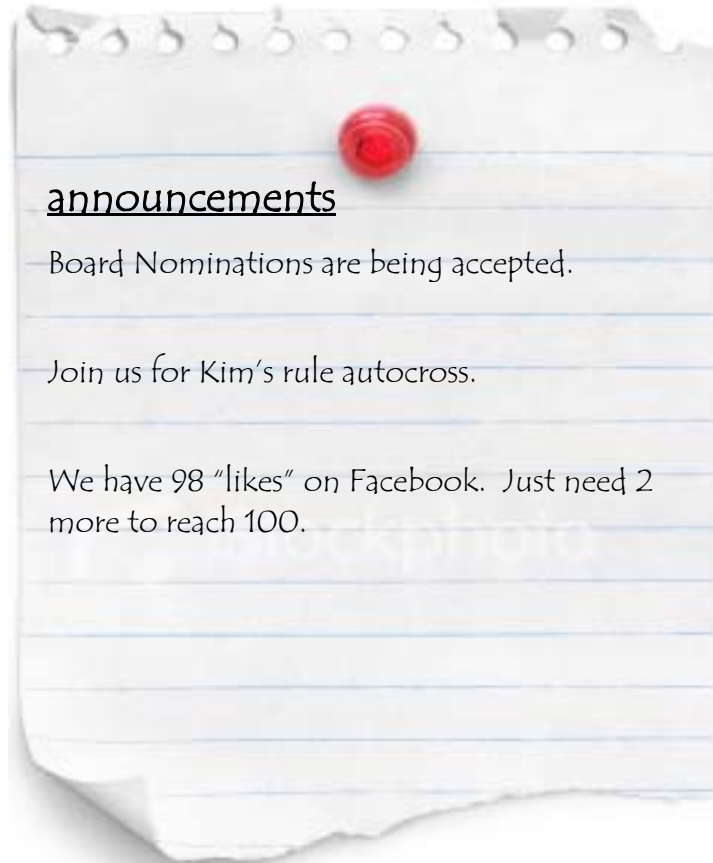 announcements
Board Nominations are being accepted.
Join us for Kim's rule autocross.
We have 98 "likes" on Facebook. Just need 2
more to reach 100.